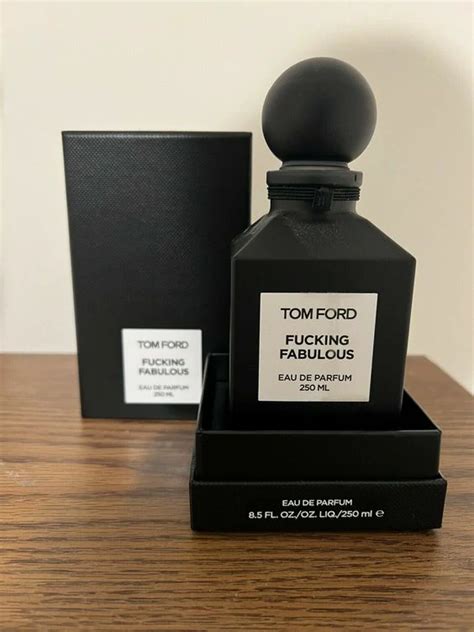 TOM FORD
FUCKING
FABULOUS
EAU DE PARFUM
250 ML
TOM FORD
FUCKING
FABULOUS
EAU DE PARFUM
250 ML
EAU DE PARFUM
8.5 FL. OZ./OZ. LIQ./250 ml ℮